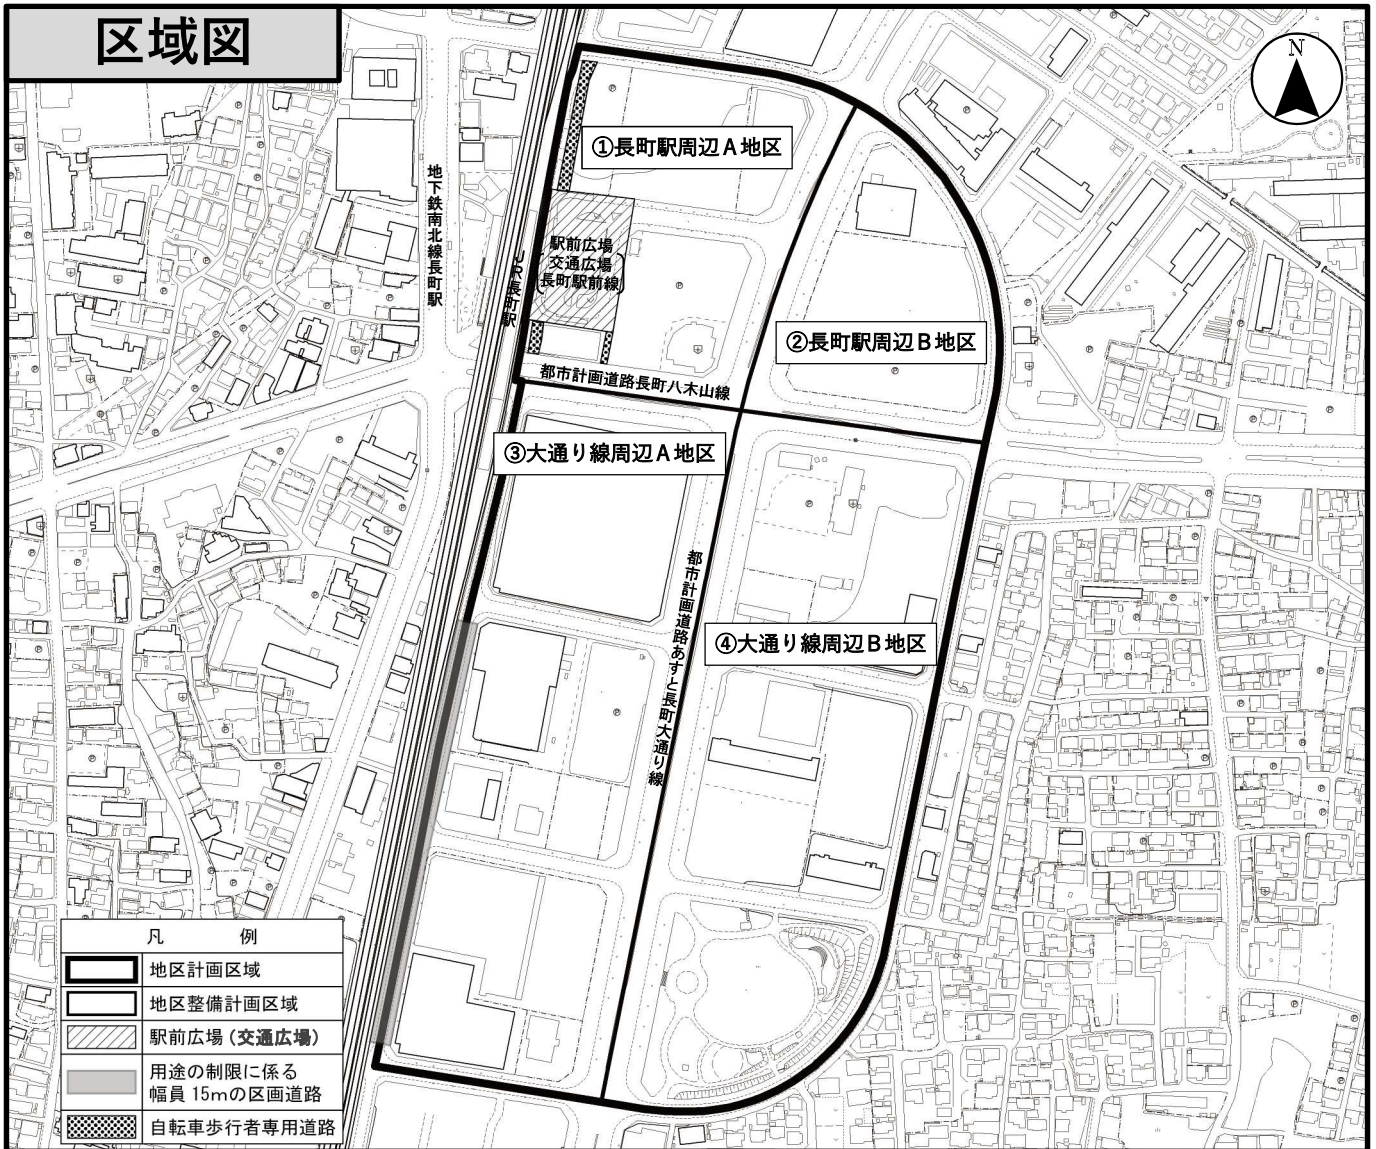 区域図
N
①長町駅周辺A地区
地下鉄南北線長町駅
JR長町駅
駅前広場
交通広場
長町駅前線
②長町駅周辺B地区
都市計画道路長町八木山線
③大通り線周辺A地区
都市計画道路あすと長町大通り線
④大通り線周辺B地区
凡 例
地区計画区域
地区整備計画区域
駅前広場(交通広場)
用途の制限に係る
幅員15mの区画道路
自転車歩行者専用道路